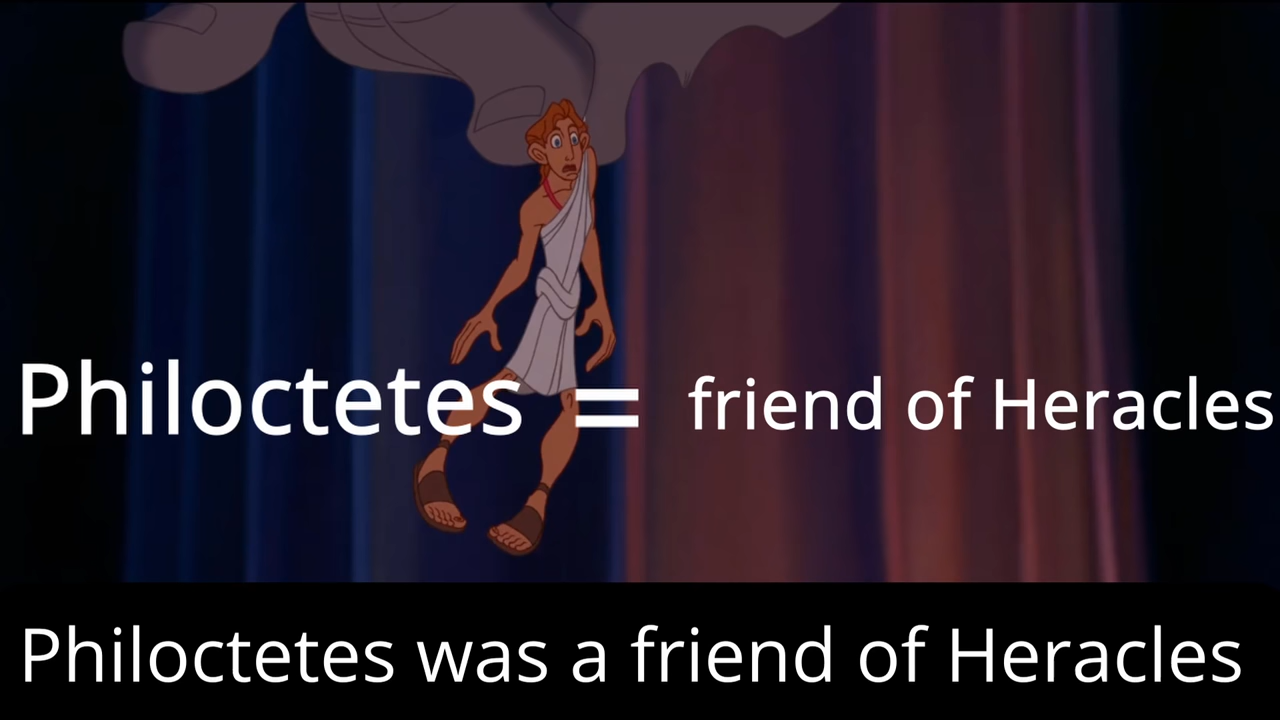 Philoctetes = friend of Heracles
Philoctetes was a friend of Heracles